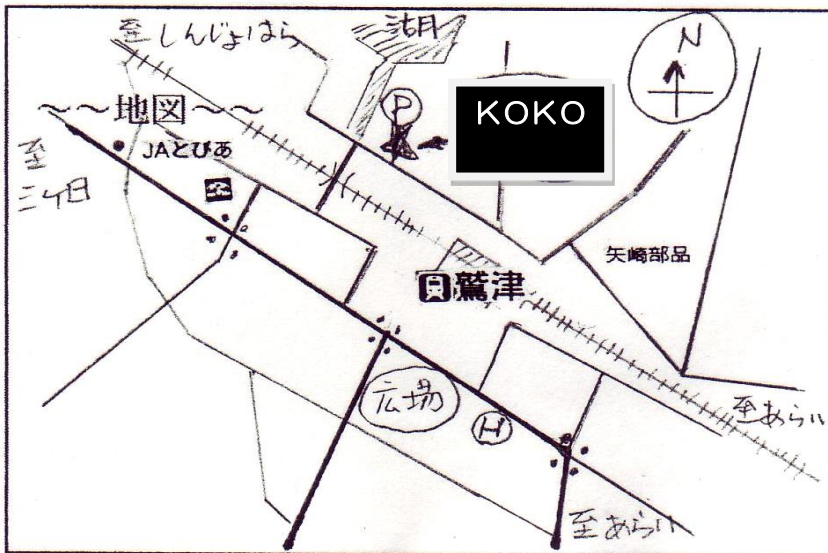 至しんじょはら
湖
N
P
KOKO
～～地図～～
JAとぴあ
至
三ケ日
矢崎部品
鷲津
広場
H
至あらい
至あらい